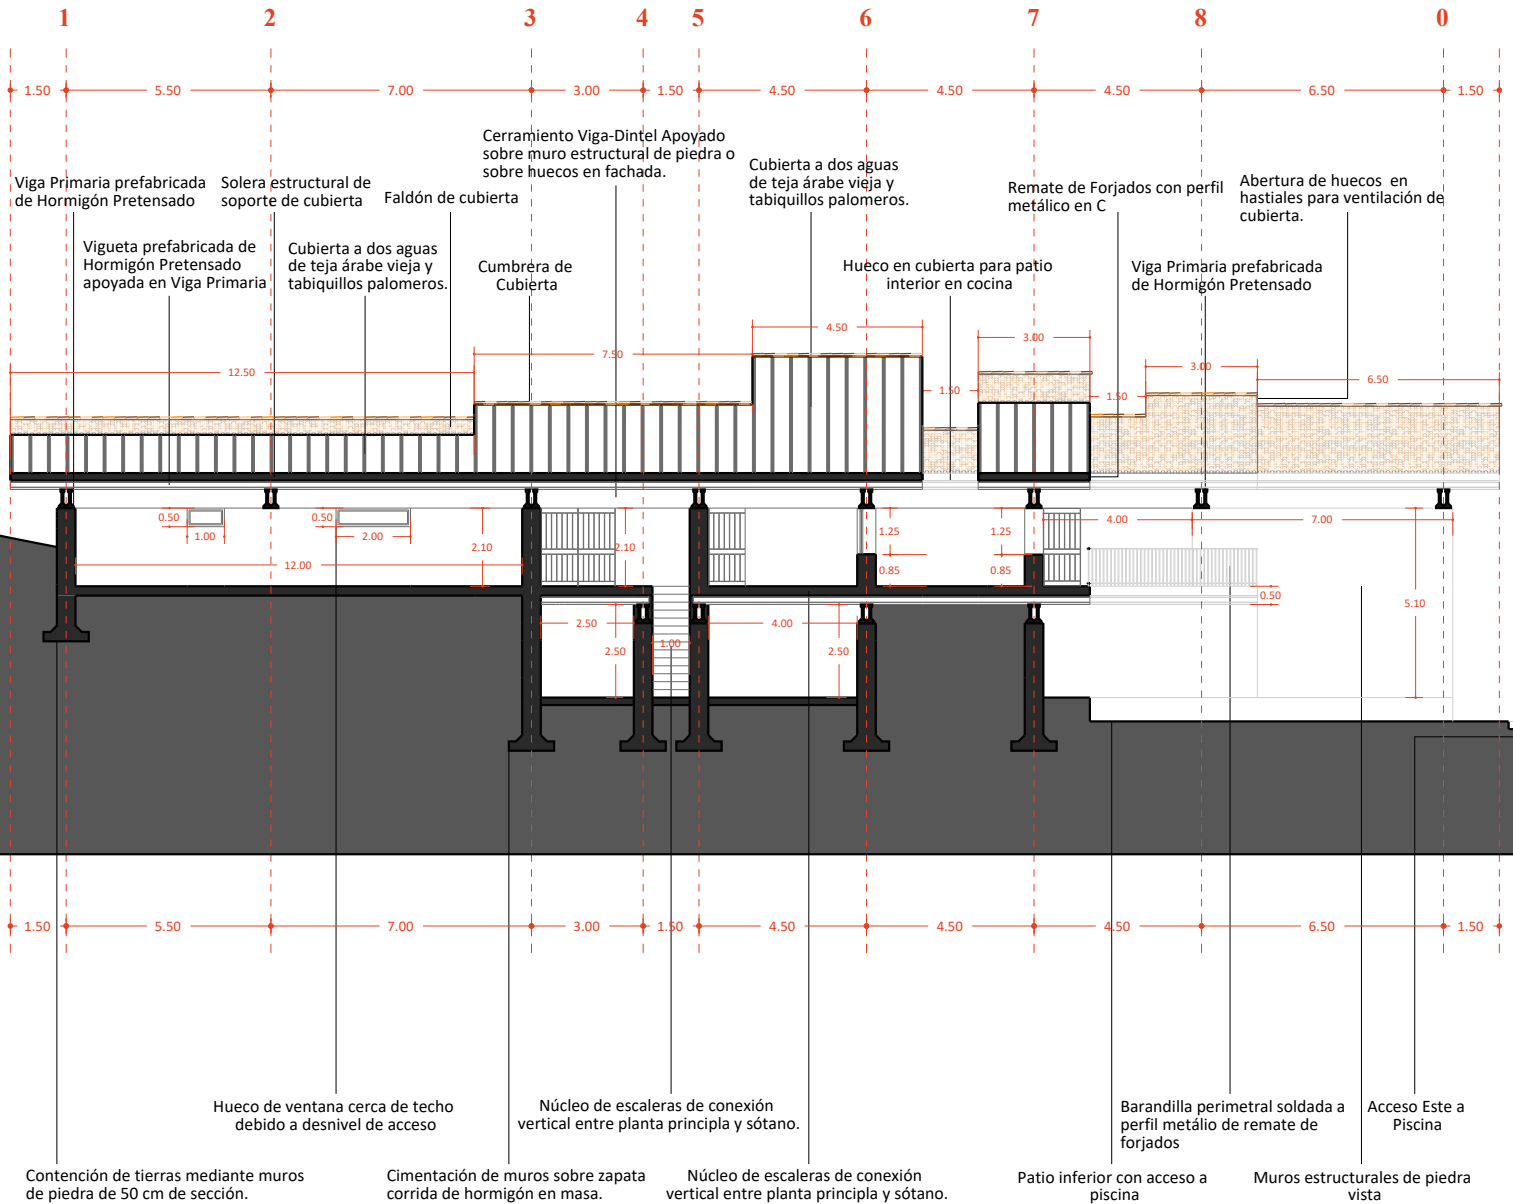 1 2 3 4 5 6 7 8 0
1.50 5.50 7.00 3.00 1.50 4.50 4.50 4.50 6.50 1.50
Cerramiento Viga-Dintel Apoyado
sobre muro estructural de piedra o
sobre huecos en fachada.
Cubierta a dos aguas
de teja árabe vieja y
tabiquillos palomeros.
Viga Primaria prefabricada
de Hormigón Pretensado
Solera estructural de
soporte de cubierta
Faldón de cubierta
Remate de Forjados con perfil
metálico en C
Abertura de huecos en
hastiales para ventilación de
cubierta.
Vigueta prefabricada de
Hormigón Pretensado
apoyada en Viga Primaria
Cubierta a dos aguas
de teja árabe vieja y
tabiquillos palomeros.
Cumbrera de
Cubierta
Hueco en cubierta para patio
interior en cocina
Viga Primaria prefabricada
de Hormigón Pretensado
4.50
7.50
3.00
12.50
3.00
6.50
1.50
1.50
0.50
1.00
0.50
2.00
2.10
2.10
12.00
1.25
0.85
1.25
0.85
4.00
7.00
0.50
5.10
2.50
2.50
1.00
4.00
2.50
1.50 5.50 7.00 3.00 1.50 4.50 4.50 4.50 6.50 1.50
Hueco de ventana cerca de techo
debido a desnivel de acceso
Núcleo de escaleras de conexión
vertical entre planta principla y sótano.
Barandilla perimetral soldada a
perfil metálio de remate de
forjados
Acceso Este a
Piscina
Contención de tierras mediante muros
de piedra de 50 cm de sección.
Cimentación de muros sobre zapata
corrida de hormigón en masa.
Núcleo de escaleras de conexión
vertical entre planta principla y sótano.
Patio inferior con acceso a
piscina
Muros estructurales de piedra
vista